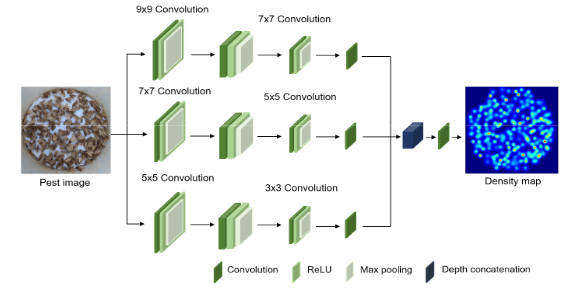 9x9 Convolution
7x7 Convolution
7x7 Convolution
5x5 Convolution
Pest image
5x5 Convolution
3x3 Convolution
Density map
Convolution
ReLU
Max pooling
Depth concatenation